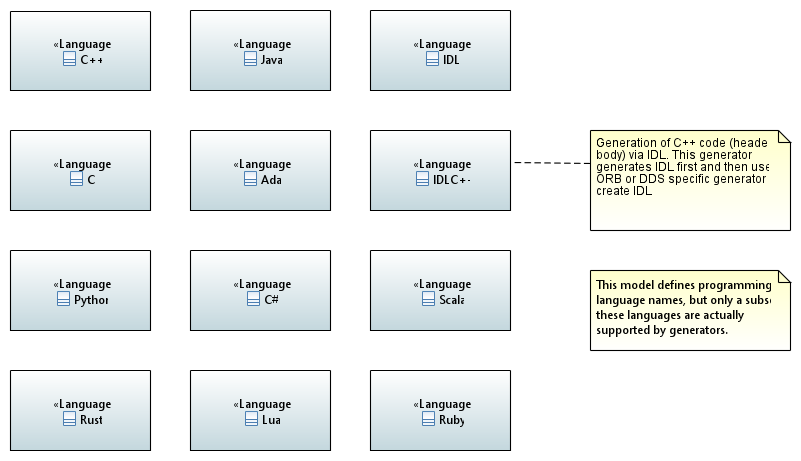 «Language
C++
«Language
Java
«Language
IDL
«Language
C
«Language
Ada
«Language
IDLC+-
Generation of C++ code (heade
body) via IDL. This generator
generates IDL first and then use
ORB or DDS specific generator
create IDL
«Language
Python
«Language
C#
«Language
Scala
This model defines programming
language names, but only a subse
these languages are actually
supported by generators.
«Language
Rust
«Language
Lua
«Language
Ruby